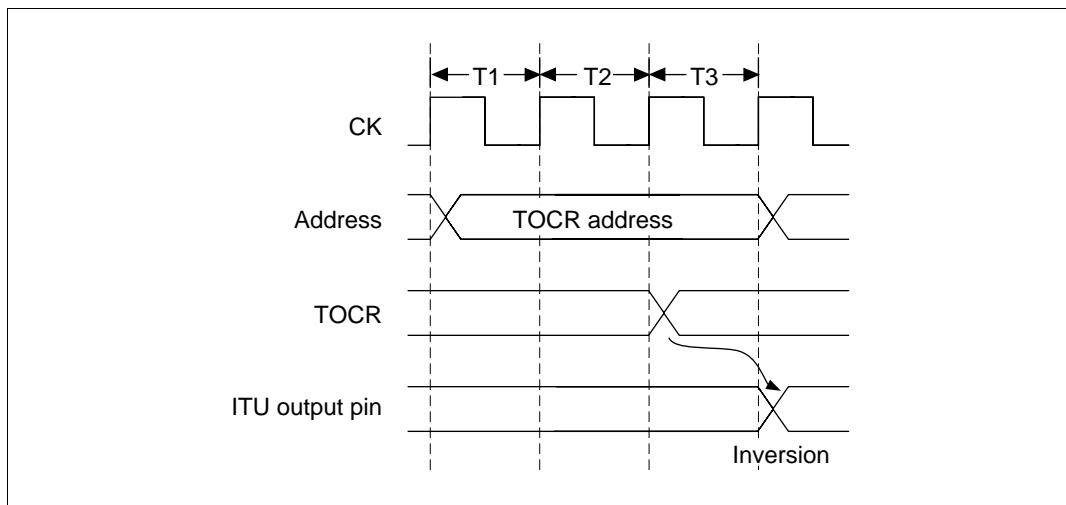 T1 T2 T3
CK
Address TOCR address
TOCR
ITU output pin
Inversion